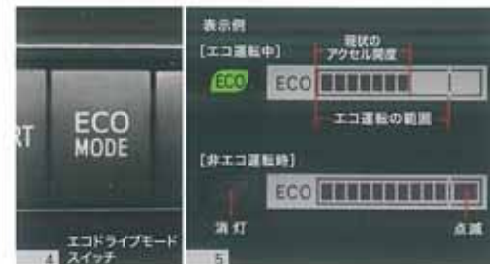 RT
ECO
MODE
4
エコドライブモード
スイッチ
表示例
[エコ運転中]
現状の
アクセル開度
ECO
ECO
エコ運転の範囲
[非エコ運転時]
ECO
消灯
点滅
5